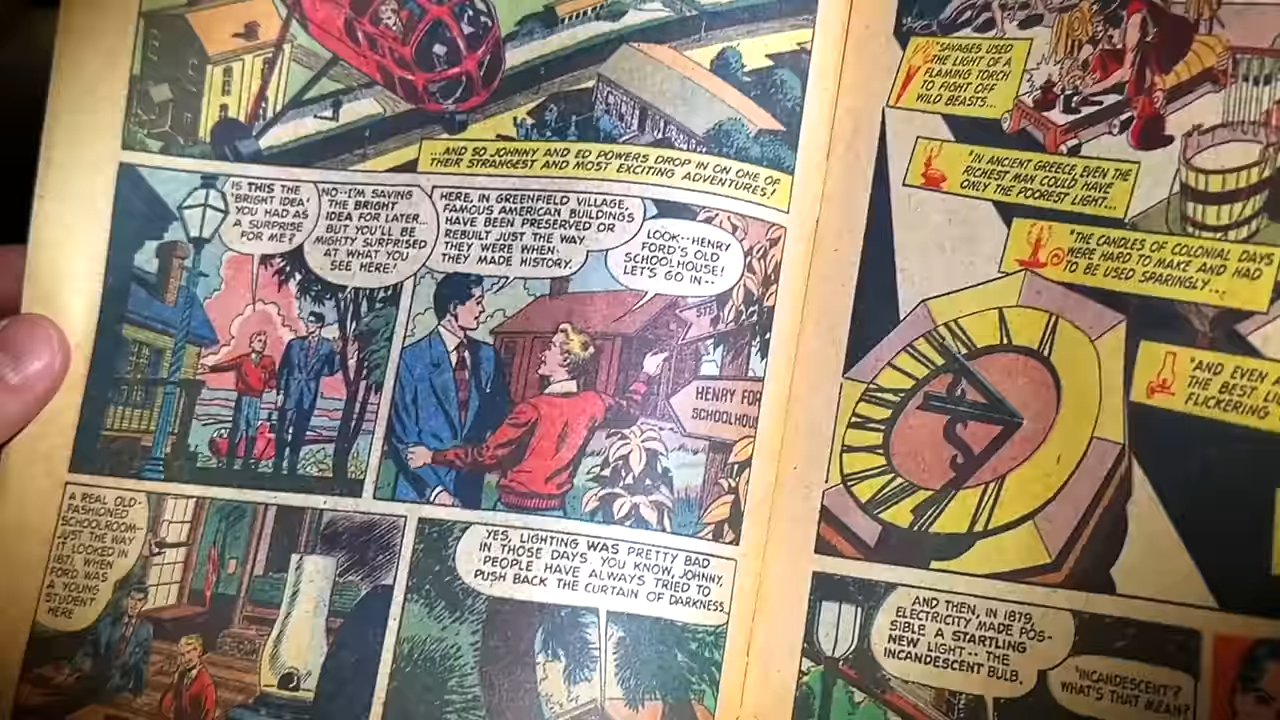 ...AND SO JOHNNY AND ED POWERS DROP IN ON ONE OF
THEIR STRANGEST AND MOST EXCITING ADVENTURES!
IS THIS THE
'BRIGHT IDEA'
YOU HAD AS
A SURPRISE
FOR ME?
NO--I'M SAVING
THE BRIGHT
IDEA FOR LATER...
BUT YOU'LL BE
MIGHTY SURPRISED
AT WHAT YOU
SEE HERE!
HERE, IN GREENFIELD VILLAGE,
FAMOUS AMERICAN BUILDINGS
HAVE BEEN PRESERVED OR
REBUILT JUST THE WAY
THEY WERE WHEN
THEY MADE HISTORY.
LOOK--HENRY
FORD'S OLD
SCHOOLHOUSE!
LET'S GO IN--
HENRY FOR
SCHOOLHOU
A REAL OLD-
FASHIONED
SCHOOLROOM--
JUST THE WAY
IT LOOKED IN
1871, WHEN
FORD WAS
A YOUNG
STUDENT
HERE
YES, LIGHTING WAS PRETTY BAD
IN THOSE DAYS. YOU KNOW, JOHNNY,
PEOPLE HAVE ALWAYS TRIED TO
PUSH BACK THE CURTAIN OF DARKNESS.
"SAVAGES USED
THE LIGHT OF A
FLAMING TORCH
TO FIGHT OFF
WILD BEASTS...
"IN ANCIENT GREECE, EVEN THE
RICHEST MAN COULD HAVE
ONLY THE POOREST LIGHT...
"THE CANDLES OF COLONIAL DAYS
WERE HARD TO MAKE AND HAD
TO BE USED SPARINGLY...
"AND EVEN
THE BEST
FLICKERING
AND THEN, IN 1879,
ELECTRICITY MADE POS-
SIBLE A STARTLING
NEW LIGHT-- THE
INCANDESCENT BULB.
'INCANDESCENT'?
WHAT'S THAT MEAN?